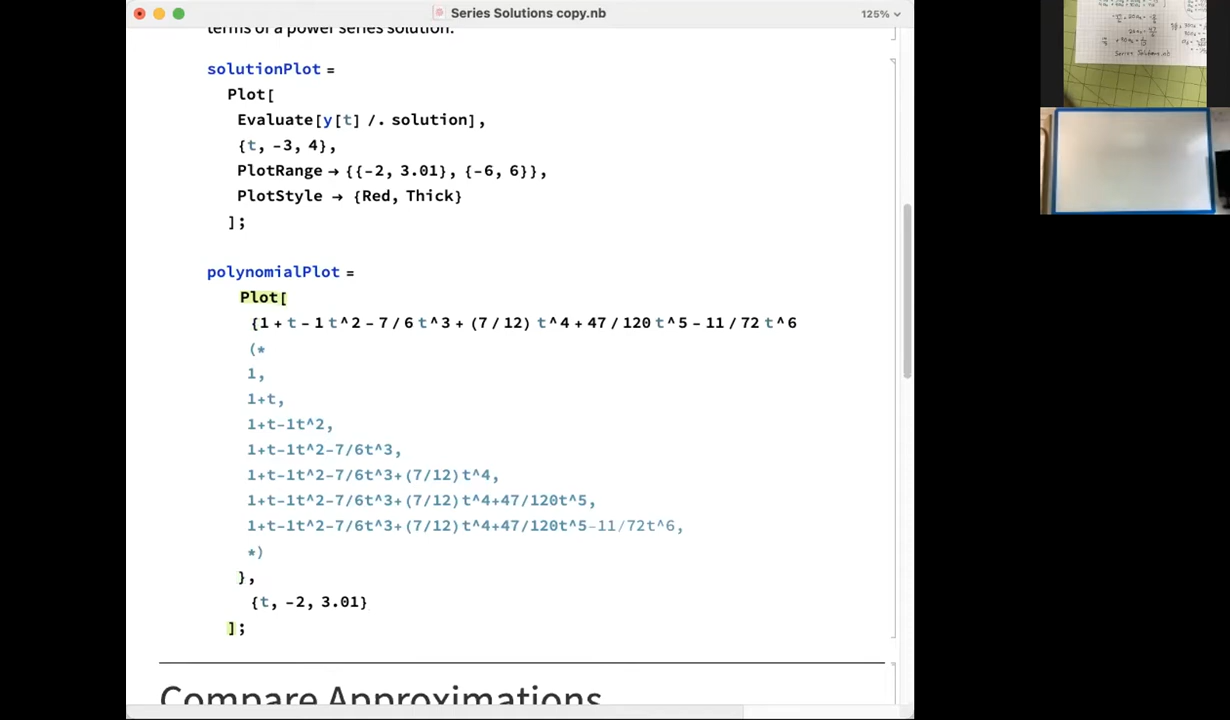 Series Solutions copy.nb
125%
terms of a power series solution.
solutionPlot =
Plot[
Evaluate[y[t] /. solution],
{t, -3, 4},
PlotRange → {{-2, 3.01}, {-6, 6}},
PlotStyle → {Red, Thick}
];
polynomialPlot =
Plot[
{1 + t - 1 t^2 - 7/6 t^3 + (7/12) t^4 + 47/120 t^5 - 11/72 t^6
(*
1,
1+t,
1+t-1t^2,
1+t-1t^2-7/6t^3,
1+t-1t^2-7/6t^3+(7/12)t^4,
1+t-1t^2-7/6t^3+(7/12)t^4+47/120t^5,
1+t-1t^2-7/6t^3+(7/12)t^4+47/120t^5-11/72t^6,
*)
},
{t, -2, 3.01}
];
Compare Approximations
Series Solutions.nb